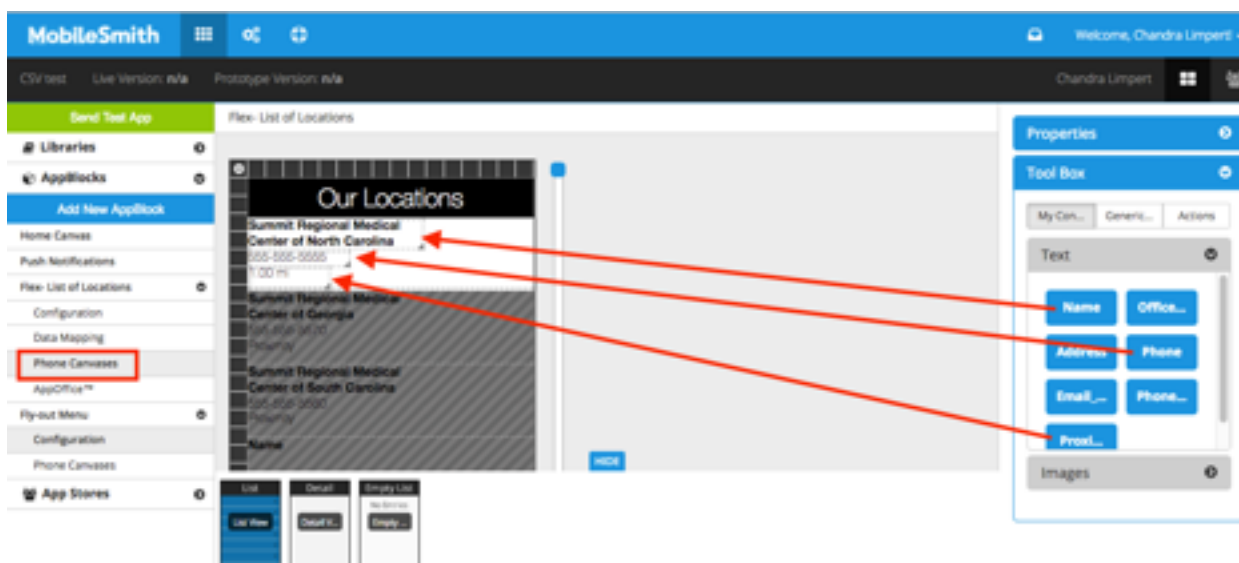 MobileSmith
Welcome, Chandra Limpert!
CSV test Live Version: n/a Prototype Version: n/a
Chandra Limpert
Send Test App
Libraries
AppBlocks
Add New AppBlock
Home Canvas
Push Notifications
Flex- List of Locations
Configuration
Data Mapping
Phone Canvases
AppOffice™
Fly-out Menu
Configuration
Phone Canvases
App Stores
Flex- List of Locations
Our Locations
Summit Regional Medical
Center of North Carolina
555-555-5555
1.00 mi
Summit Regional Medical
Center of Georgia
Proximity
Summit Regional Medical
Center of South Carolina
Proximity
Name
HIDE
List
Detail
Empty List
List View
Detail V...
No Entries
Empty ...
Properties
Tool Box
My Con... Generic... Actions
Text
Name Office...
Address Phone
Email_... Phone...
Proxi...
Images